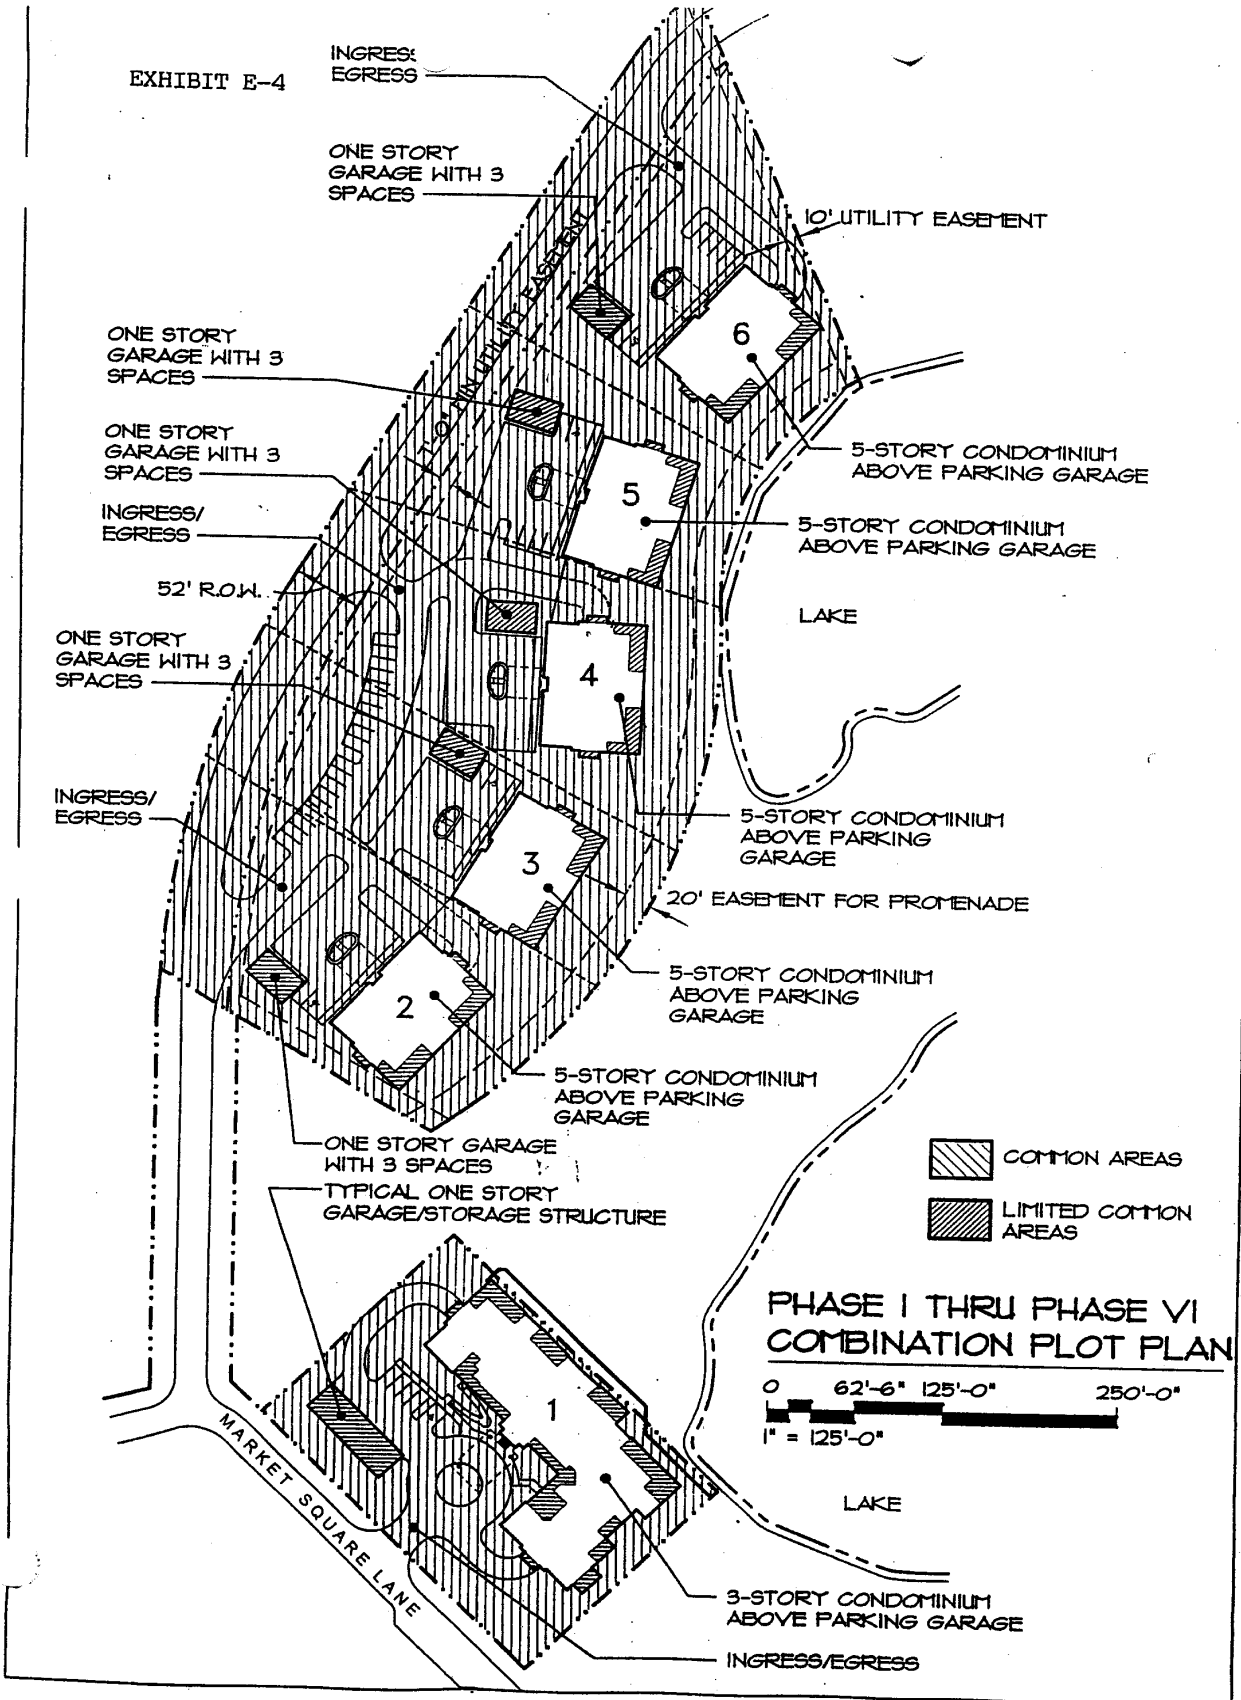 EXHIBIT E-4
INGRESS
EGRESS
ONE STORY
GARAGE WITH 3
SPACES
10' UTILITY EASEMENT
MIN UTILITY EASEMENT
ONE STORY
GARAGE WITH 3
SPACES
6
ONE STORY
GARAGE WITH 3
SPACES
5-STORY CONDOMINIUM
ABOVE PARKING GARAGE
5
INGRESS/
EGRESS
5-STORY CONDOMINIUM
ABOVE PARKING GARAGE
52' R.O.W.
LAKE
ONE STORY
GARAGE WITH 3
SPACES
4
INGRESS/
EGRESS
5-STORY CONDOMINIUM
ABOVE PARKING
GARAGE
3
20' EASEMENT FOR PROMENADE
5-STORY CONDOMINIUM
ABOVE PARKING
GARAGE
2
5-STORY CONDOMINIUM
ABOVE PARKING
GARAGE
ONE STORY GARAGE
WITH 3 SPACES
TYPICAL ONE STORY
GARAGE/STORAGE STRUCTURE
COMMON AREAS
LIMITED COMMON
AREAS
PHASE I THRU PHASE VI
COMBINATION PLOT PLAN
0 62'-6" 125'-0" 250'-0"
1" = 125'-0"
1
MARKET SQUARE LANE
LAKE
3-STORY CONDOMINIUM
ABOVE PARKING GARAGE
INGRESS/EGRESS